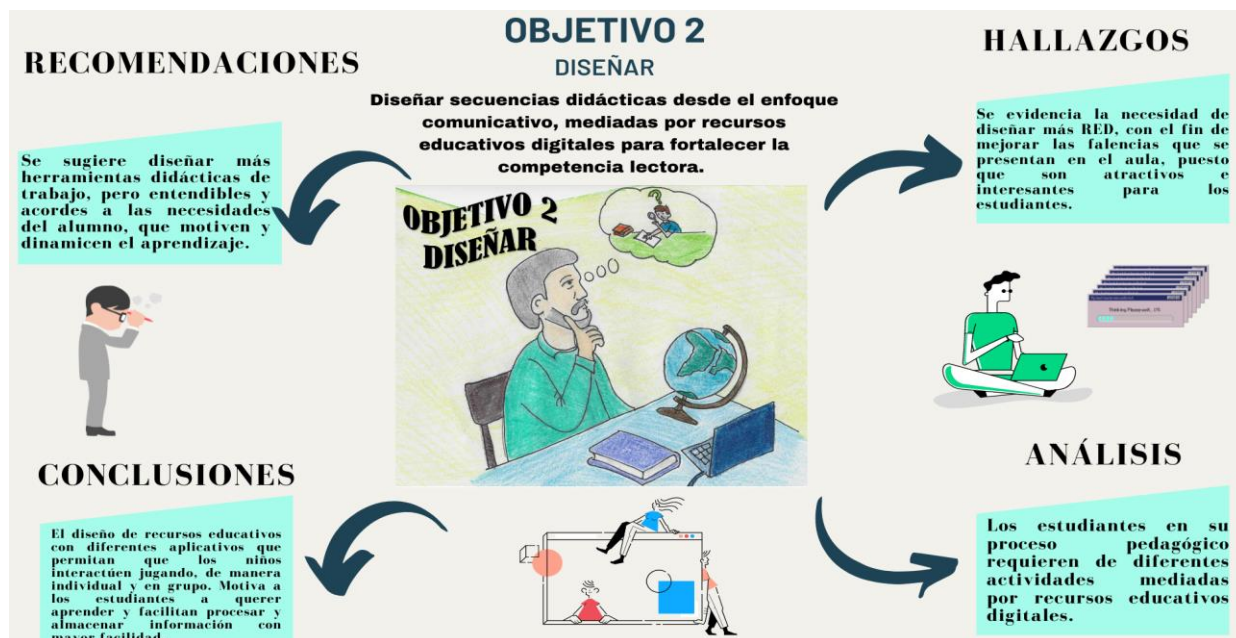 OBJETIVO 2
DISEÑAR
Diseñar secuencias didácticas desde el enfoque
comunicativo, mediadas por recursos
educativos digitales para fortalecer la
competencia lectora.
RECOMENDACIONES
Se sugiere diseñar más
herramientas didácticas de
trabajo, pero entendibles y
acordes a las necesidades
del alumno, que motiven y
dinamicen el aprendizaje.
OBJETIVO 2
DISEÑAR
HALLAZGOS
Se evidencia la necesidad de
diseñar más RED, con el fin de
mejorar las falencias que se
presentan en el aula, puesto
que son atractivos e
interesantes para los
estudiantes.
CONCLUSIONES
El diseño de recursos educativos
con diferentes aplicativos que
permitan que los niños
interactúen jugando, de manera
individual y en grupo. Motiva a
los estudiantes a querer
aprender y facilitan procesar y
almacenar información con
mayor facilidad
ANÁLISIS
Los estudiantes en su
proceso pedagógico
requieren de diferentes
actividades mediadas
por recursos educativos
digitales.